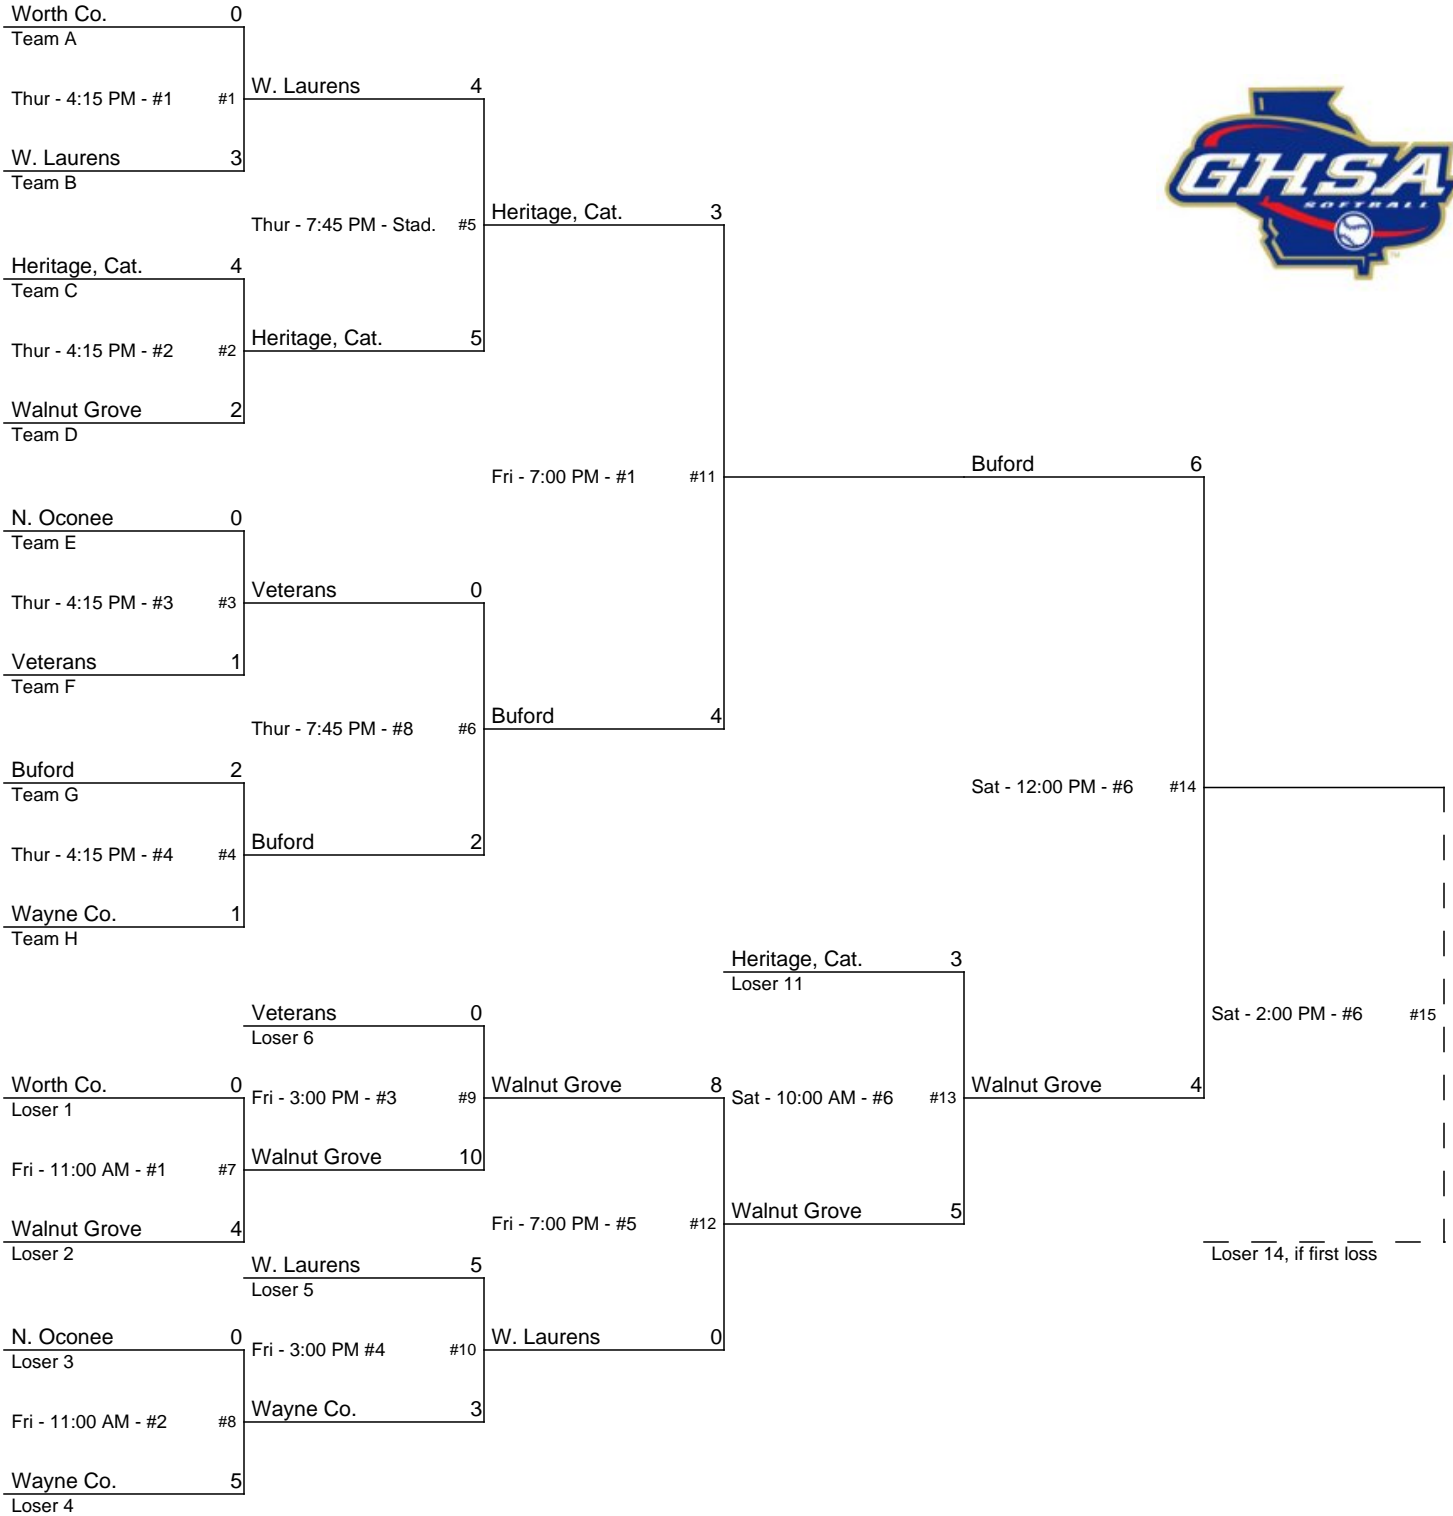 Worth Co. 0
Team A
Thur - 4:15 PM - #1 #1
W. Laurens 4
W. Laurens 3
Team B
Thur - 7:45 PM - Stad. #5
Heritage, Cat. 3
Heritage, Cat. 4
Team C
Thur - 4:15 PM - #2 #2
Heritage, Cat. 5
Walnut Grove 2
Team D
Fri - 7:00 PM - #1 #11
Buford 6
N. Oconee 0
Team E
Thur - 4:15 PM - #3 #3
Veterans 0
Veterans 1
Team F
Thur - 7:45 PM - #8 #6
Buford 4
Buford 2
Team G
Thur - 4:15 PM - #4 #4
Buford 2
Wayne Co. 1
Team H
Sat - 12:00 PM - #6 #14
Heritage, Cat. 3
Loser 11
Veterans 0
Loser 6
Sat - 2:00 PM - #6 #15
Worth Co. 0
Loser 1
Fri - 3:00 PM - #3 #9
Walnut Grove 8
Sat - 10:00 AM - #6 #13
Walnut Grove 4
Fri - 11:00 AM - #1 #7
Walnut Grove 10
Walnut Grove 4
Loser 2
Fri - 7:00 PM - #5 #12
Walnut Grove 5
Loser 14, if first loss
W. Laurens 5
Loser 5
N. Oconee 0
Loser 3
Fri - 3:00 PM #4 #10
W. Laurens 0
Fri - 11:00 AM - #2 #8
Wayne Co. 3
Wayne Co. 5
Loser 4
GHSA
SOFTBALL
TM